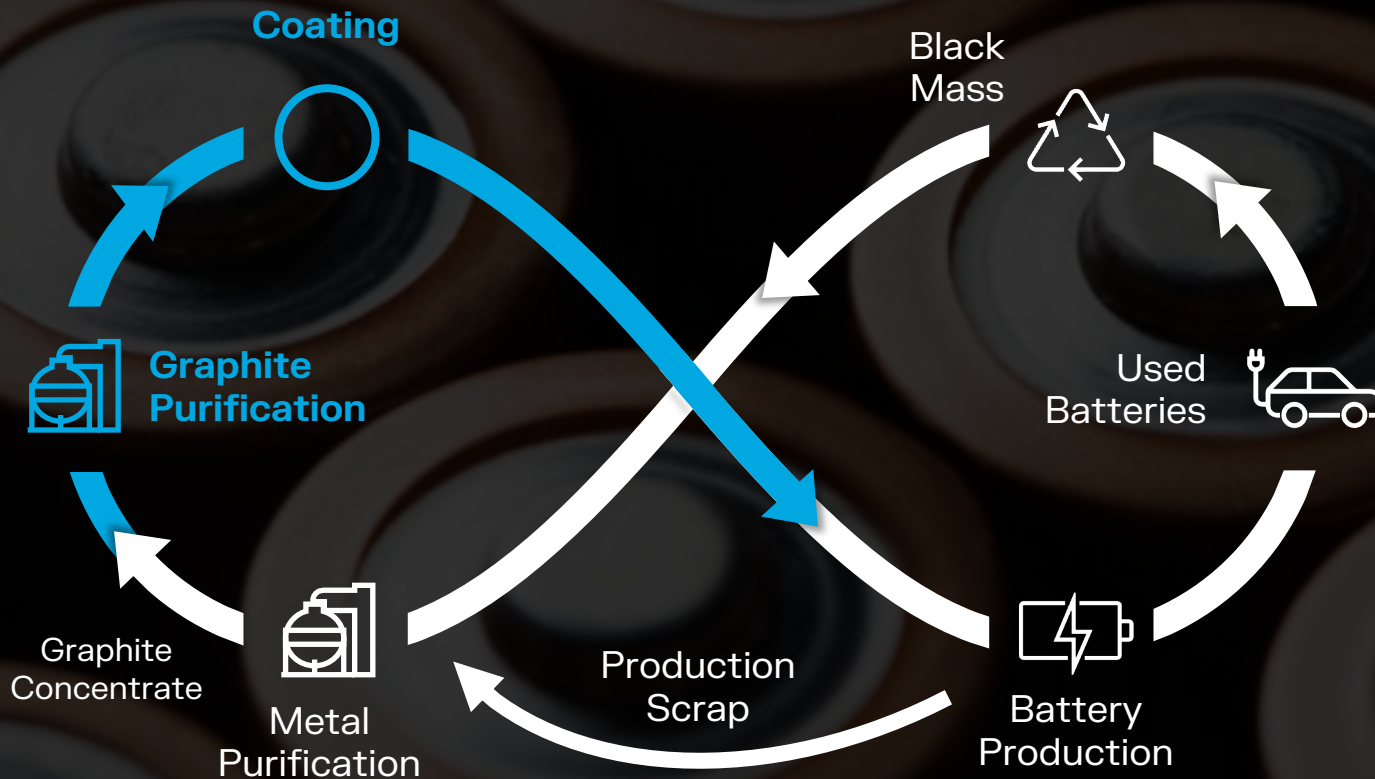 Coating
Black
Mass
Graphite
Purification
Used
Batteries
Graphite
Concentrate
Metal
Purification
Production
Scrap
Battery
Production